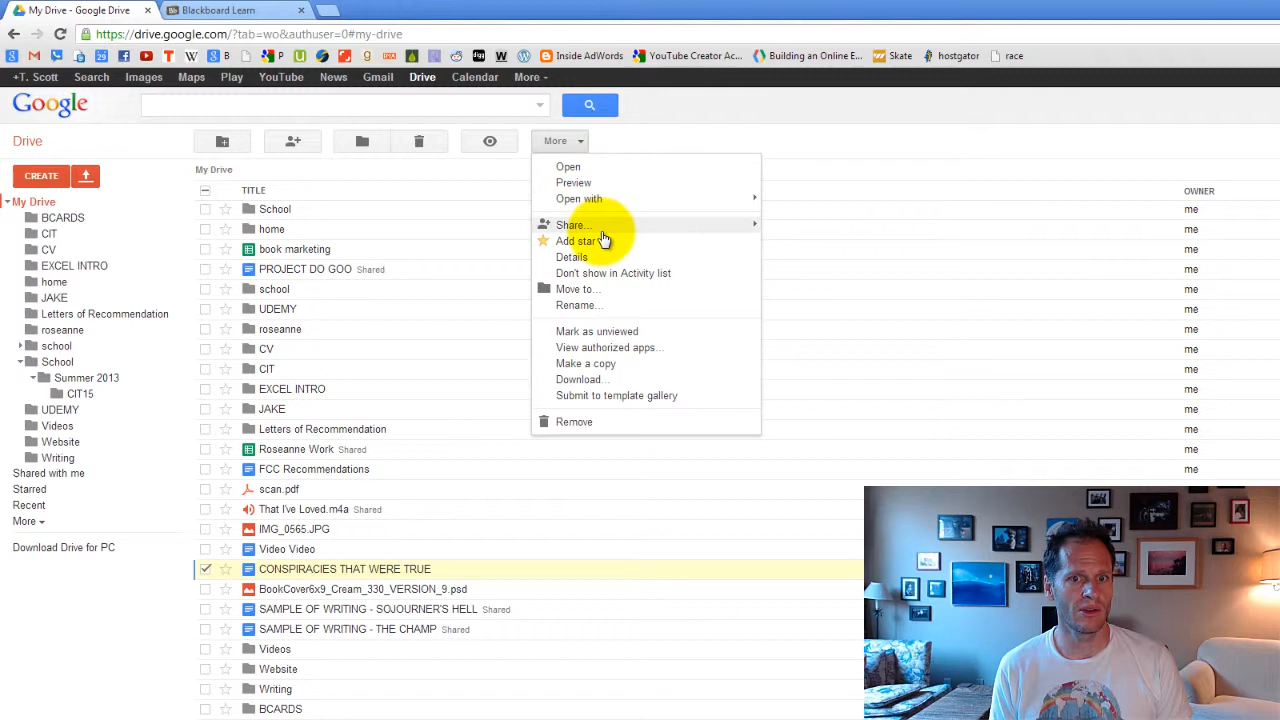 My Drive - Google Drive
Blackboard Learn
https://drive.google.com/?tab=wo&authuser=0#my-drive
Inside AdWords
YouTube Creator Ac...
Building an Online E...
Skate
hostgator
race
+T. Scott Search Images Maps Play YouTube News Gmail Drive Calendar More
Google
Drive
More
CREATE
My Drive
BCARDS
CIT
CV
EXCEL INTRO
home
JAKE
Letters of Recommendation
roseanne
school
School
Summer 2013
CIT15
UDEMY
Videos
Website
Writing
Shared with me
Starred
Recent
More
Download Drive for PC
My Drive
TITLE
OWNER
School me
home me
book marketing me
PROJECT DO GOO Shared me
school me
UDEMY me
roseanne me
CV me
CIT me
EXCEL INTRO me
JAKE me
Letters of Recommendation me
Roseanne Work Shared me
FCC Recommendations me
scan.pdf
That I've Loved.m4a Shared
IMG_0565.JPG
Video Video
CONSPIRACIES THAT WERE TRUE
BookCover6x9_Cream_330_VERSION_9.psd
SAMPLE OF WRITING - SOJOURNER'S HELL Shared
SAMPLE OF WRITING - THE CHAMP Shared
Videos
Website
Writing
BCARDS
Open
Preview
Open with
Share...
Add star
Details
Don't show in Activity list
Move to...
Rename...
Mark as unviewed
View authorized apps...
Make a copy
Download...
Submit to template gallery
Remove